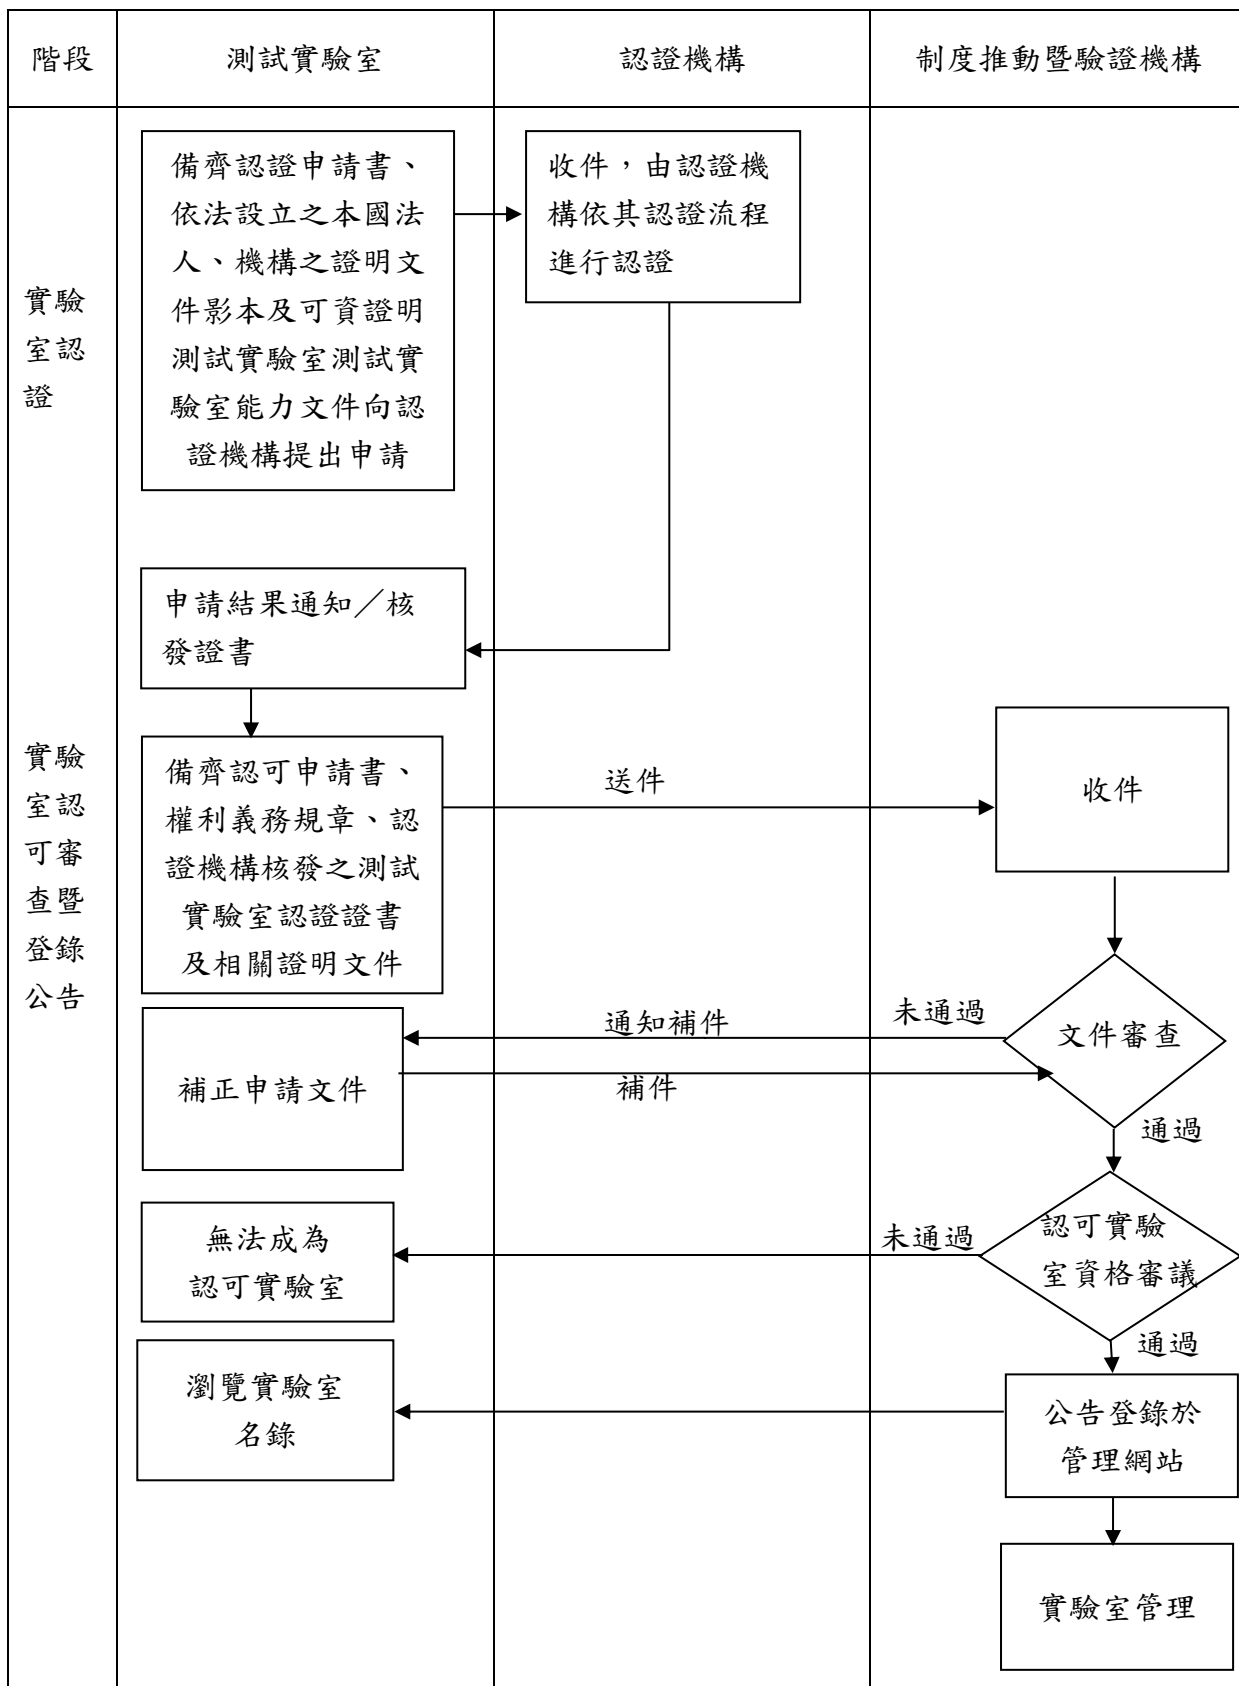 階段
測試實驗室
認證機構
制度推動暨驗證機構
實驗
室認
證
備齊認證申請書、
依法設立之本國法
人、機構之證明文
件影本及可資證明
測試實驗室測試實
驗室能力文件向認
證機構提出申請
收件，由認證機
構依其認證流程
進行認證
申請結果通知／核
發證書
實驗
室認
可審
查暨
登錄
公告
備齊認可申請書、
權利義務規章、認
證機構核發之測試
實驗室認證證書
及相關證明文件
送件
收件
文件審查
未通過
通知補件
補正申請文件
補件
通過
認可實驗
室資格審議
未通過
無法成為
認可實驗室
通過
公告登錄於
管理網站
瀏覽實驗室
名錄
實驗室管理